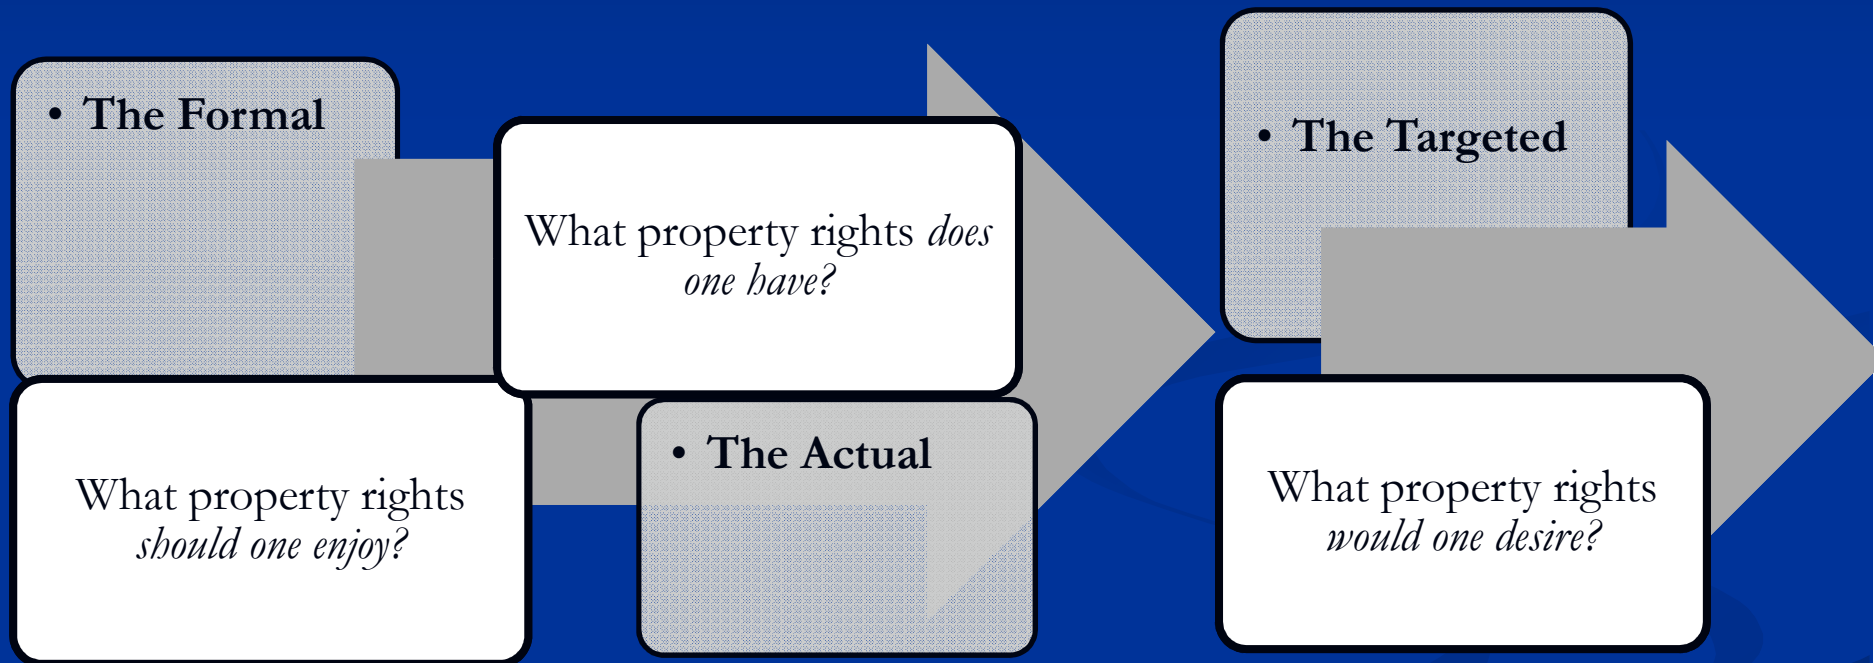 • The Formal
What property rights
should one enjoy?
What property rights does
one have?
• The Actual
• The Targeted
What property rights
would one desire?